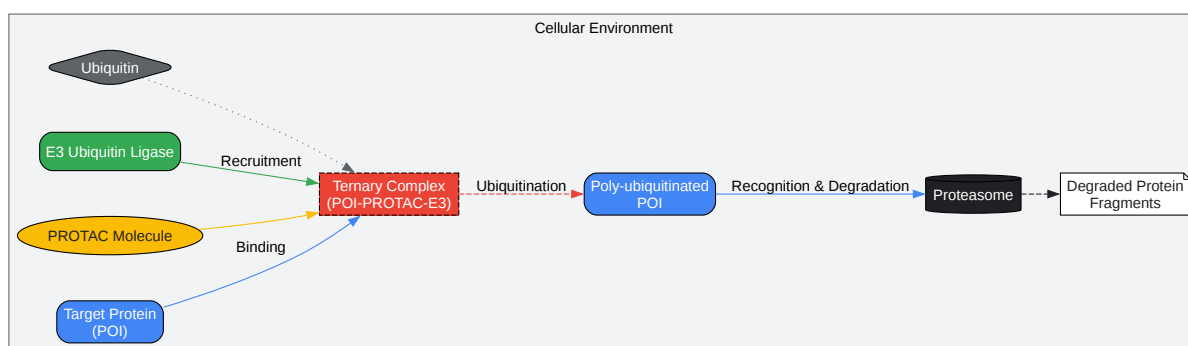 Cellular Environment
Ubiquitin
E3 Ubiquitin Ligase
Recruitment
PROTAC Molecule
Binding
Target Protein
(POI)
Ternary Complex
(POI-PROTAC-E3)
Ubiquitination
Poly-ubiquitinated
POI
Recognition & Degradation
Proteasome
Degraded Protein
Fragments